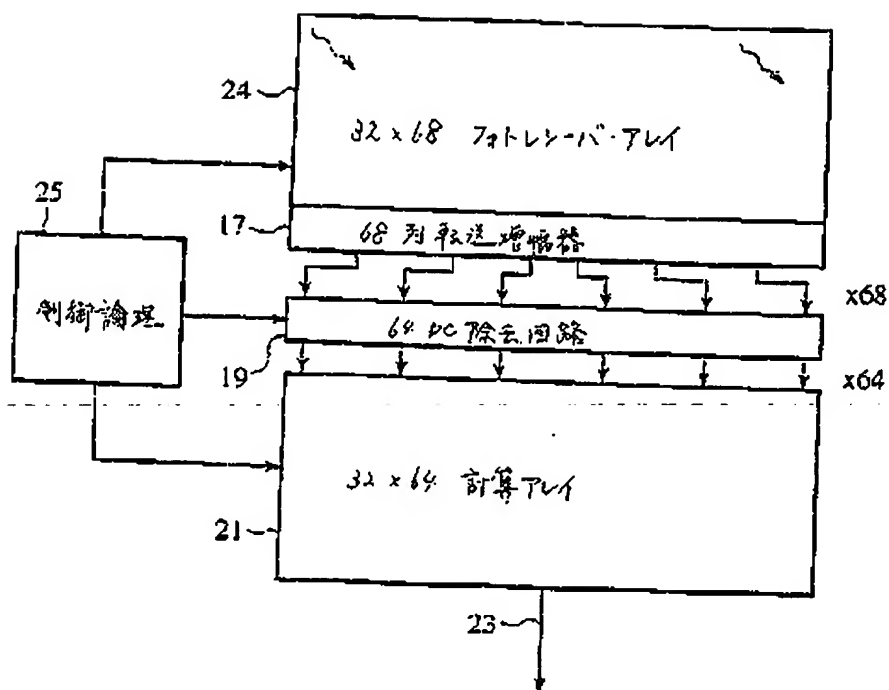 24
32 x 68 フォトレシーバ・アレイ
25
17
68 列転送増幅器
x68
制御論理
64 DC 除去回路
19
x64
32 x 64 計算アレイ
21
23